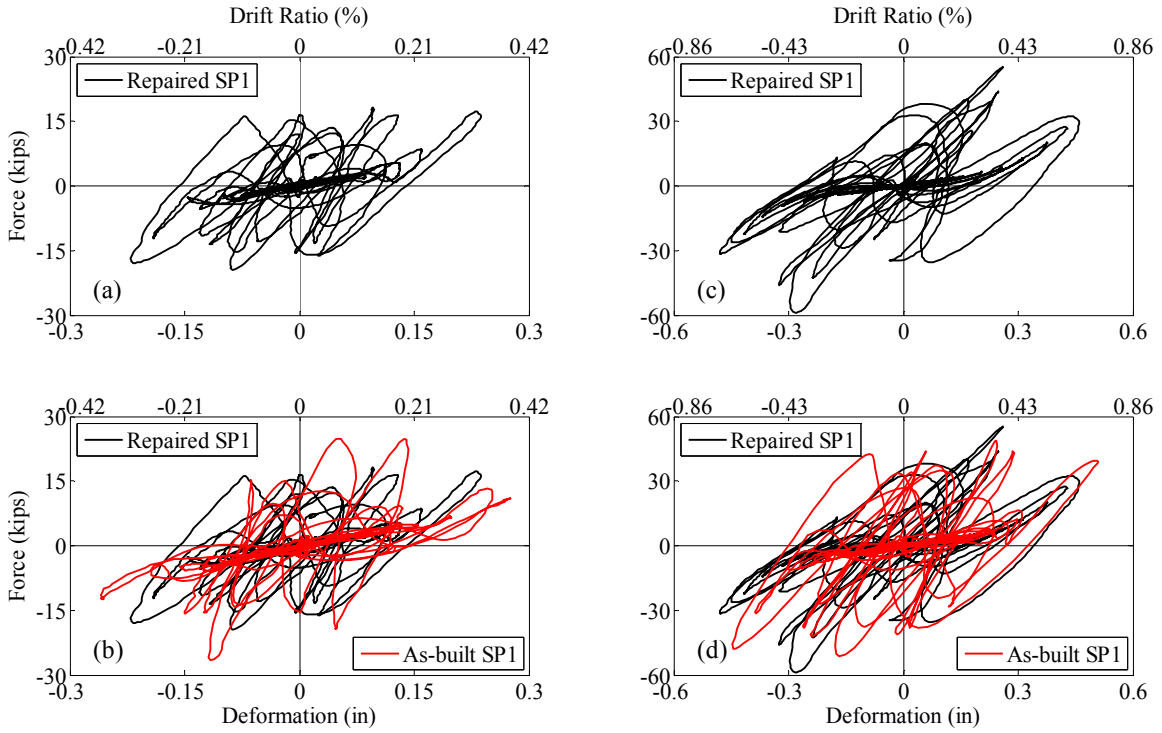 Drift Ratio (%)
-0.42 -0.21 0 0.21 0.42
30
15
0
-15
-30
Force (kips)
Repaired SP1
(a)
-0.3 -0.15 0 0.15 0.3
Drift Ratio (%)
-0.86 -0.43 0 0.43 0.86
60
30
0
-30
-60
Repaired SP1
(c)
-0.6 -0.3 0 0.3 0.6
-0.42 -0.21 0 0.21 0.42
30
15
0
-15
-30
Force (kips)
Repaired SP1
(b)
As-built SP1
-0.3 -0.15 0 0.15 0.3
Deformation (in)
-0.86 -0.43 0 0.43 0.86
60
30
0
-30
-60
Repaired SP1
(d)
As-built SP1
-0.6 -0.3 0 0.3 0.6
Deformation (in)